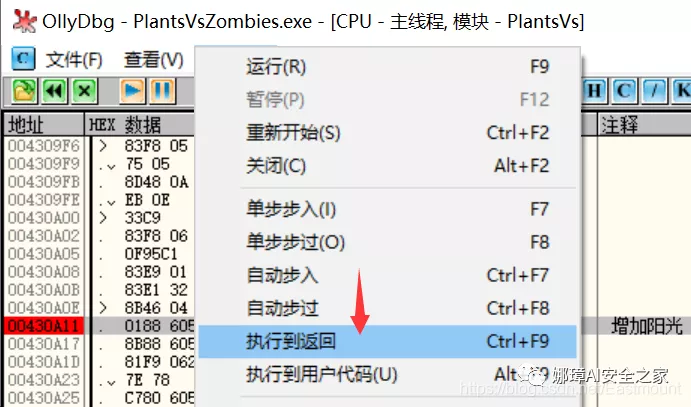 OllyDbg - PlantsVsZombies.exe - [CPU - 主线程, 模块 - PlantsVs]
C 文件(F) 查看(V)
H C / K
地址 HEX 数据 注释
004309F6 > 83F8 05
004309F9 . 75 05
004309FB . 8D48 0A
004309FE . EB 0E
00430A00 > 33C9
00430A02 . 83F8 06
00430A05 . 0F95C1
00430A08 . 83E9 01
00430A0B . 83E1 32
00430A0E > 8B46 04
00430A11 . 0188 605 增加阳光
00430A17 . 8B88 605
00430A1D . 81F9 062
00430A23 . 7E 78
00430A25 . C780 605
运行(R) F9
暂停(P) F12
重新开始(S) Ctrl+F2
关闭(C) Alt+F2
单步步入(I) F7
单步步过(O) F8
自动步入 Ctrl+F7
自动步过 Ctrl+F8
执行到返回 Ctrl+F9
执行到用户代码(U) Alt+F9
娜璋AI安全之家
https://blog.csdn.net/Eastmount